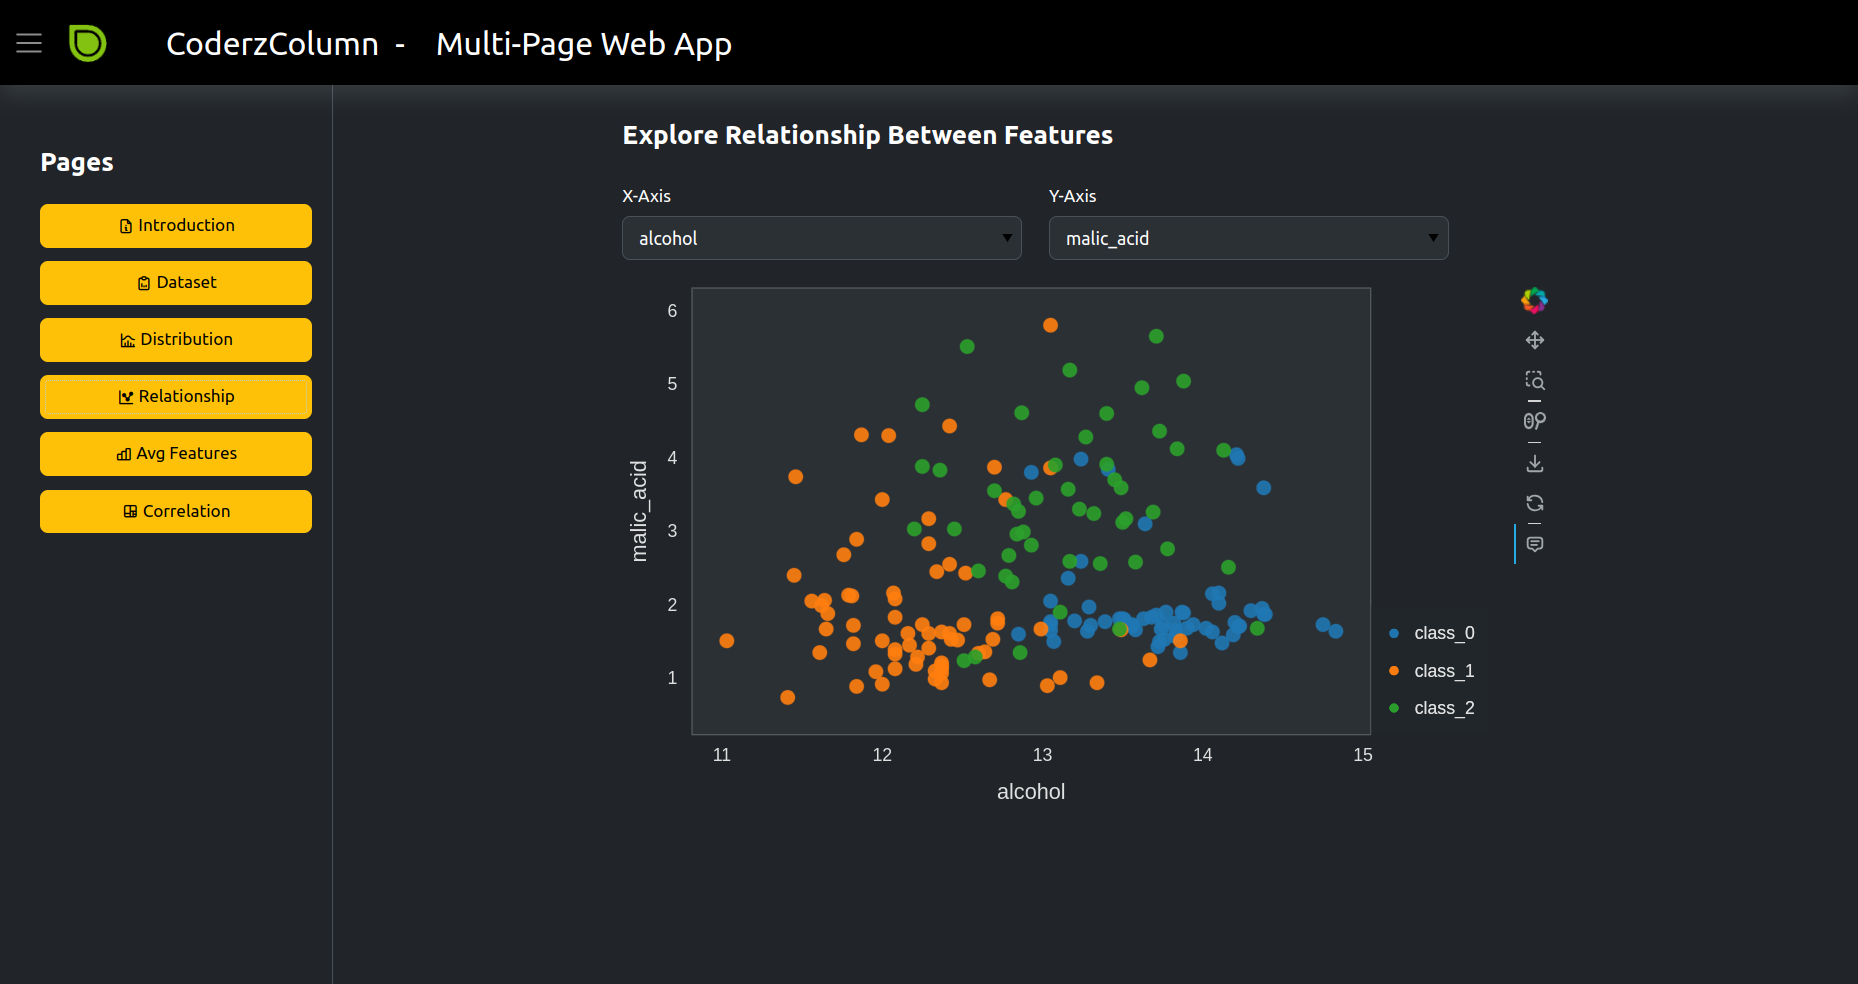 CoderzColumn - Multi-Page Web App
Pages
Introduction
Dataset
Distribution
Relationship
Avg Features
Correlation
Explore Relationship Between Features
X-Axis
alcohol
Y-Axis
malic_acid
malic_acid
6
5
4
3
2
1
11 12 13 14 15
alcohol
class_0
class_1
class_2